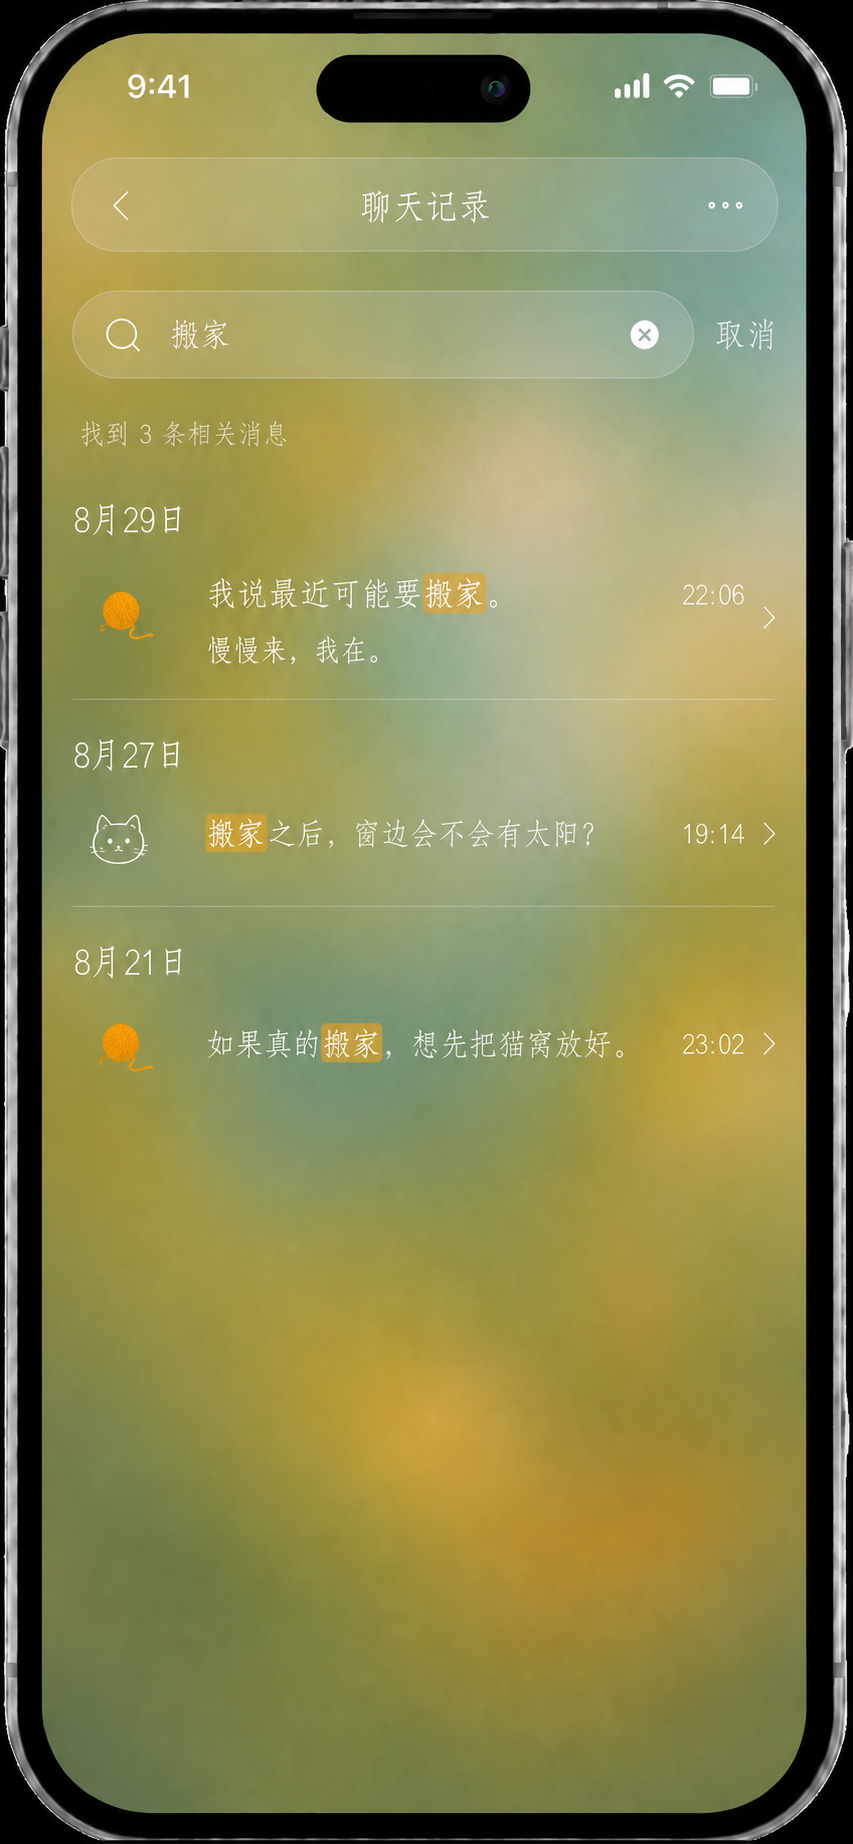 9:41
聊天记录
搬家
取消
找到 3 条相关消息
8月29日
我说最近可能要搬家。
22:06
慢慢来，我在。
8月27日
搬家之后，窗边会不会有太阳？
19:14
8月21日
如果真的搬家，想先把猫窝放好。
23:02